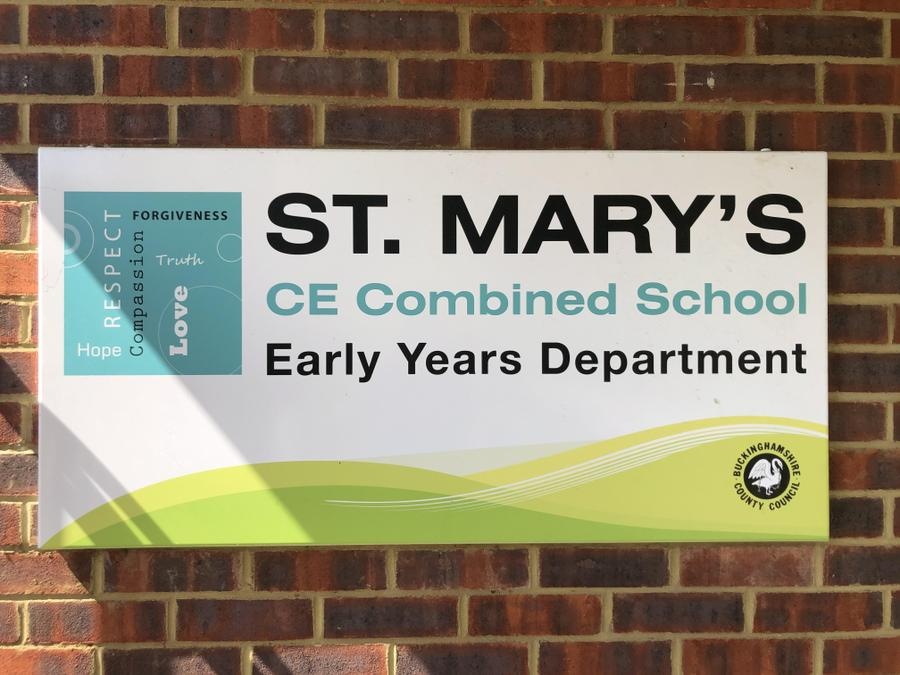 ST. MARY'S
CE Combined School
Early Years Department
RESPECT
FORGIVENESS
Compassion
Truth
Love
Hope
BUCKINGHAMSHIRE
COUNTY COUNCIL